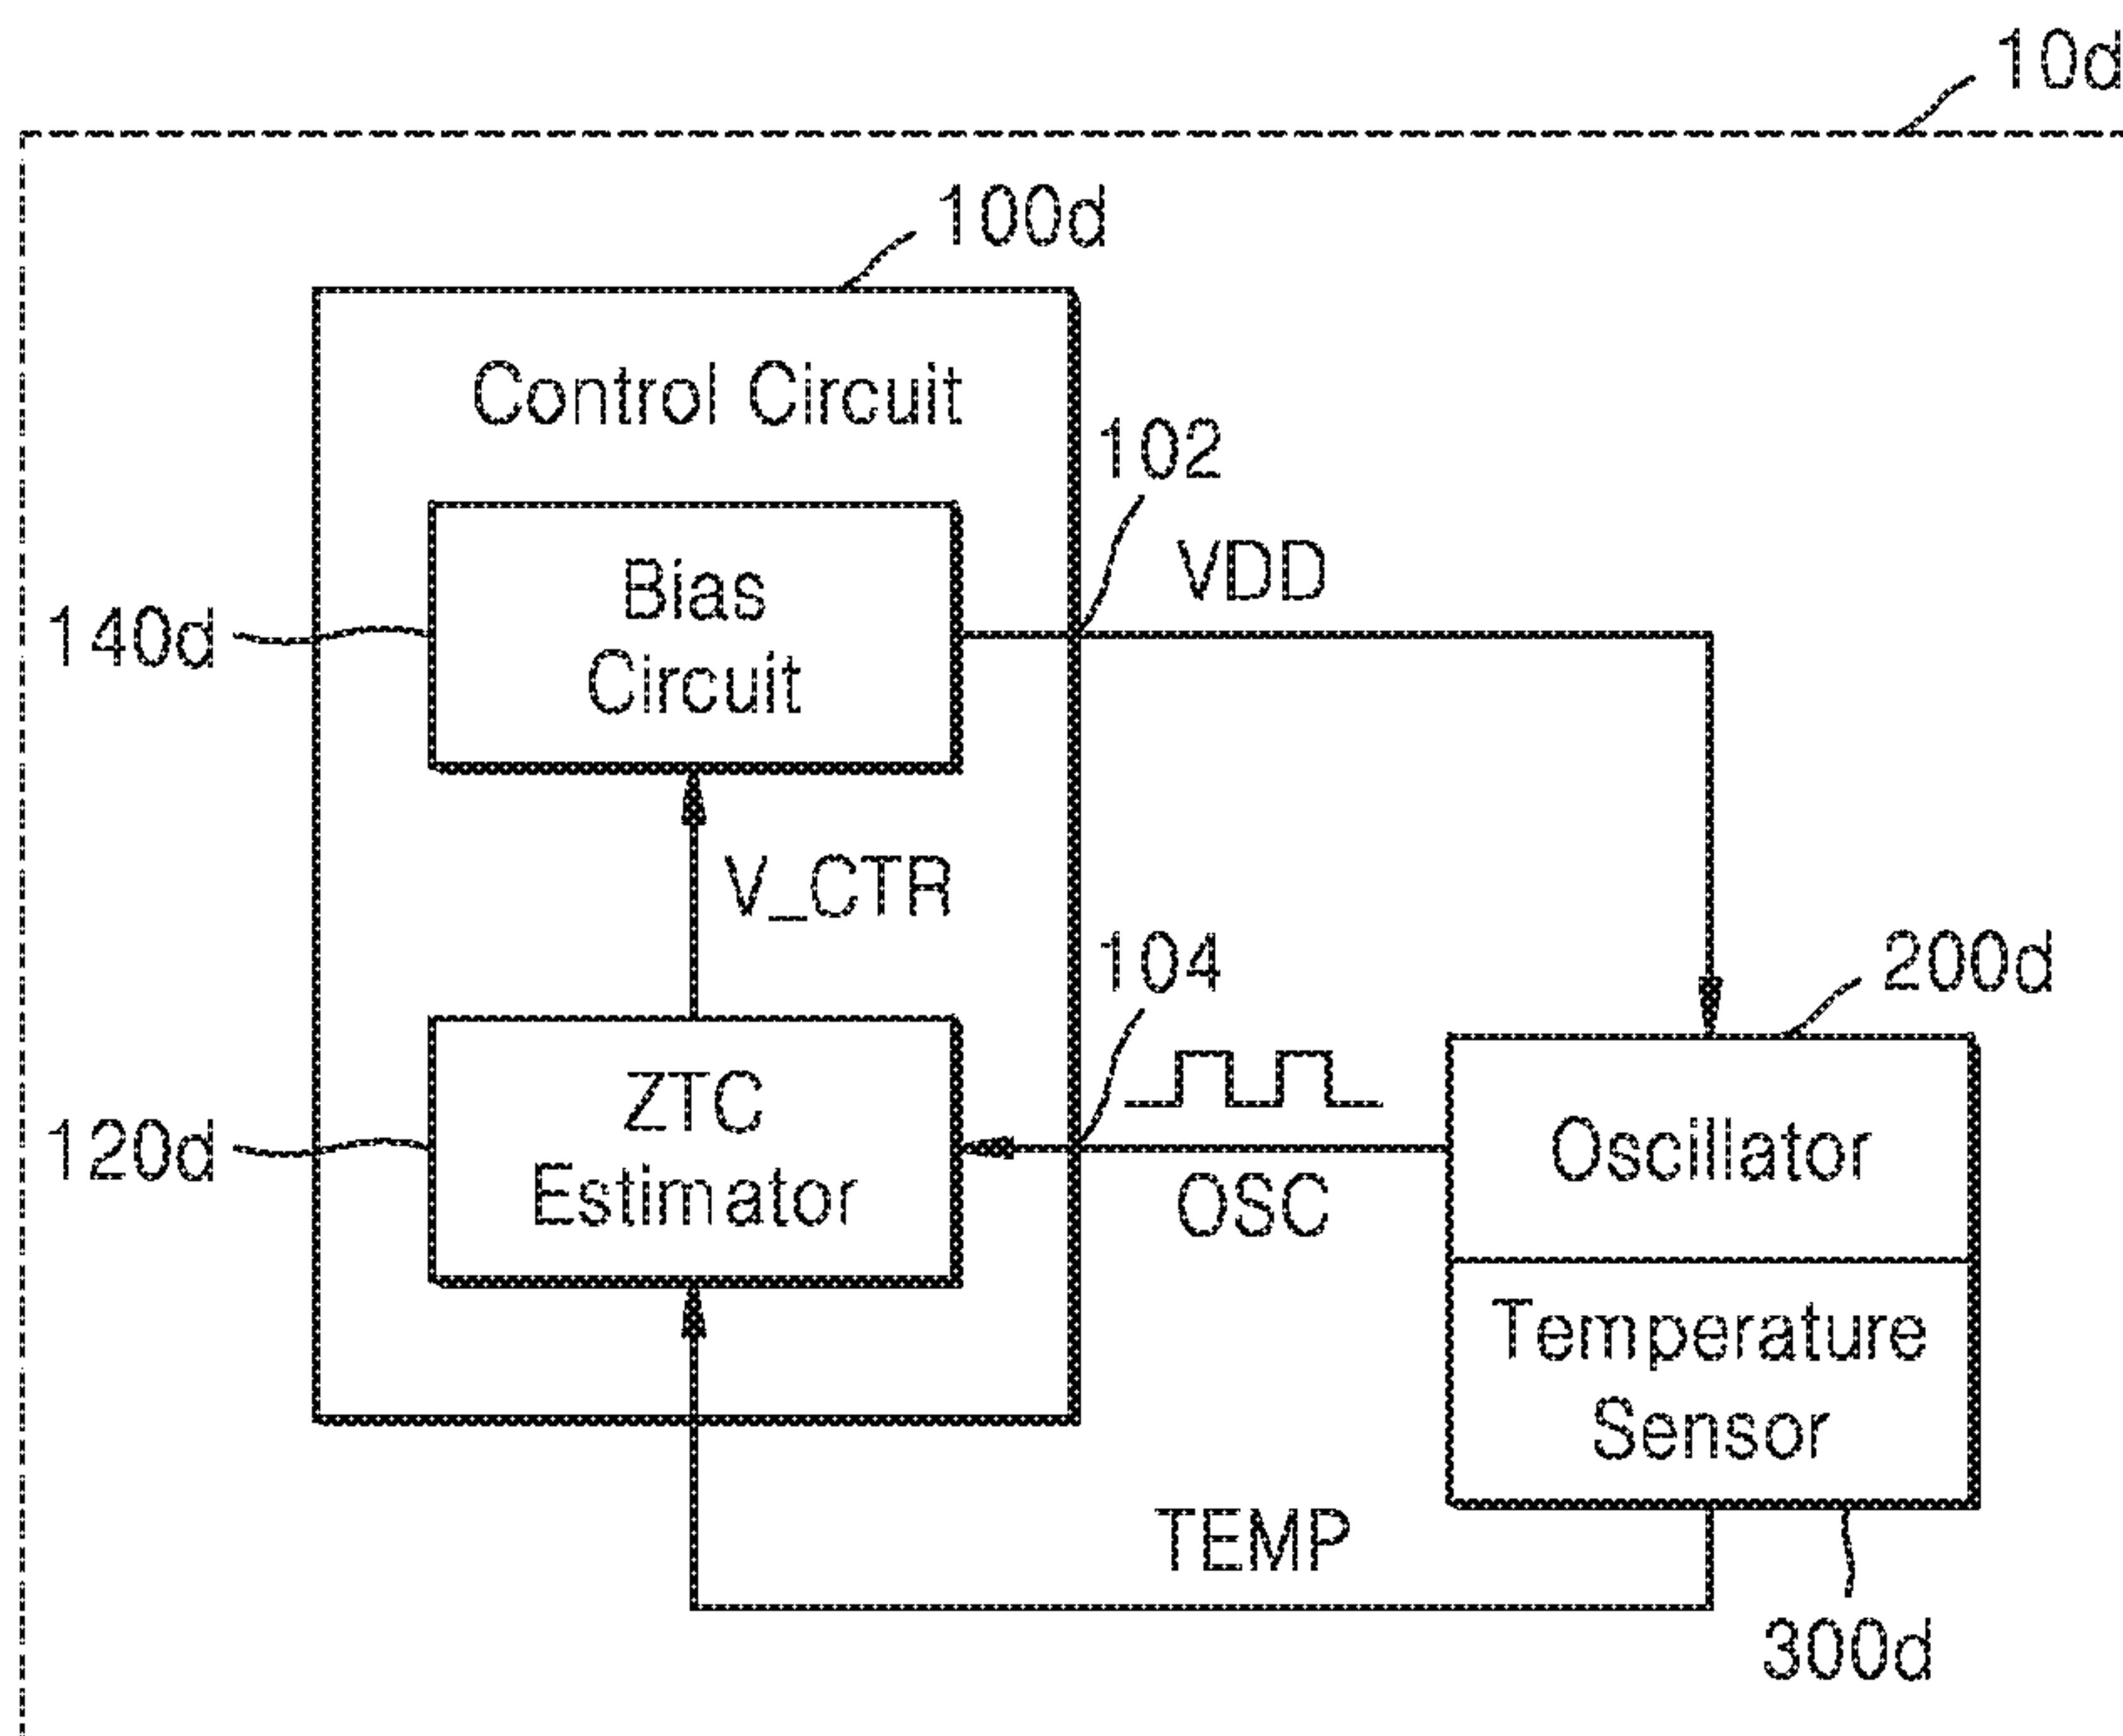 10d
100d
Control Circuit
102
Bias
Circuit
VDD
140d
V_CTR
104
200d
ZTC
Estimator
120d
OSC
Oscillator
Temperature
Sensor
TEMP
300d